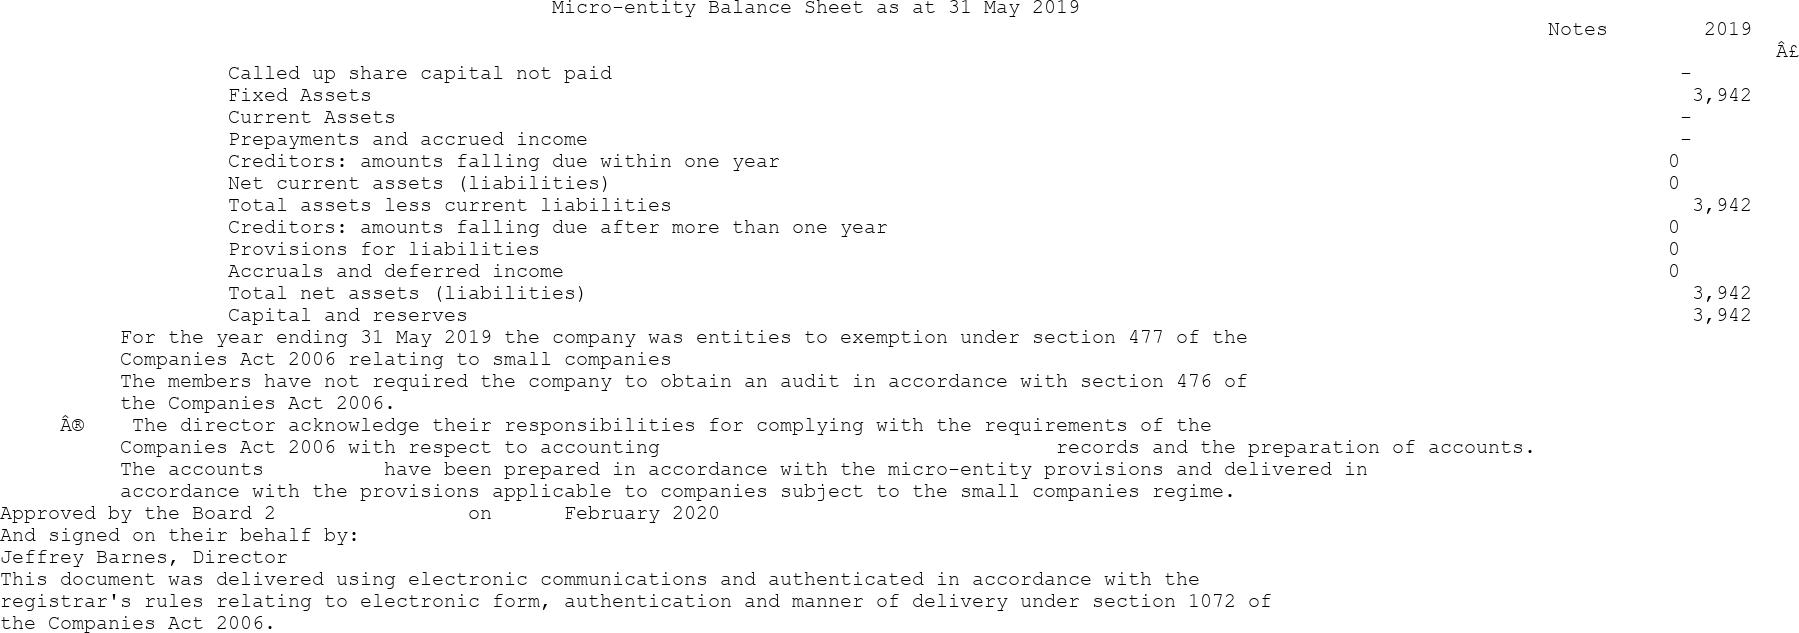 Micro-entity Balance Sheet as at 31 May 2019
Notes 2019
Â£
Called up share capital not paid -
Fixed Assets 3,942
Current Assets -
Prepayments and accrued income -
Creditors: amounts falling due within one year 0
Net current assets (liabilities) 0
Total assets less current liabilities 3,942
Creditors: amounts falling due after more than one year 0
Provisions for liabilities 0
Accruals and deferred income 0
Total net assets (liabilities) 3,942
Capital and reserves 3,942
For the year ending 31 May 2019 the company was entities to exemption under section 477 of the
Companies Act 2006 relating to small companies
The members have not required the company to obtain an audit in accordance with section 476 of
the Companies Act 2006.
Â® The director acknowledge their responsibilities for complying with the requirements of the
Companies Act 2006 with respect to accounting records and the preparation of accounts.
The accounts have been prepared in accordance with the micro-entity provisions and delivered in
accordance with the provisions applicable to companies subject to the small companies regime.
Approved by the Board 2 on February 2020
And signed on their behalf by:
Jeffrey Barnes, Director
This document was delivered using electronic communications and authenticated in accordance with the
registrar's rules relating to electronic form, authentication and manner of delivery under section 1072 of
the Companies Act 2006.